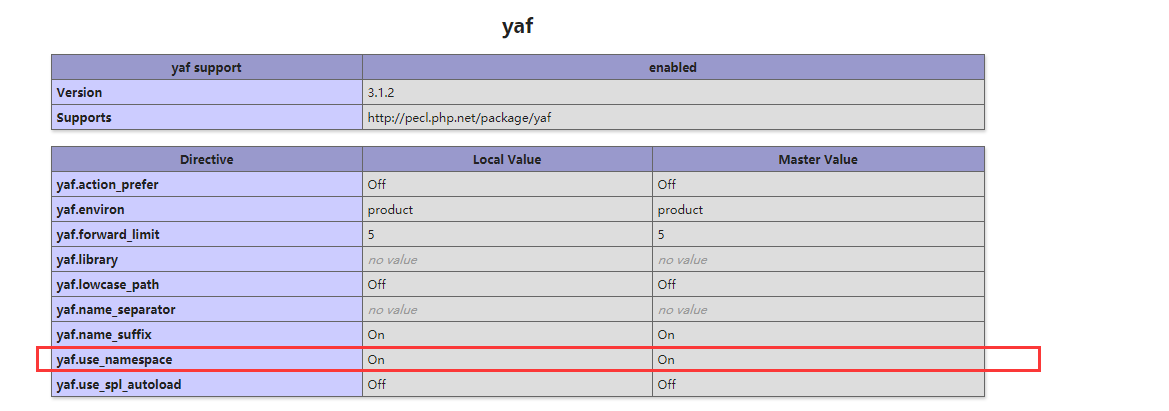 yaf
yaf support enabled
Version 3.1.2
Supports http://pecl.php.net/package/yaf
Directive Local Value Master Value
yaf.action_prefer Off Off
yaf.environ product product
yaf.forward_limit 5 5
yaf.library no value no value
yaf.lowcase_path Off Off
yaf.name_separator no value no value
yaf.name_suffix On On
yaf.use_namespace On On
yaf.use_spl_autoload Off Off